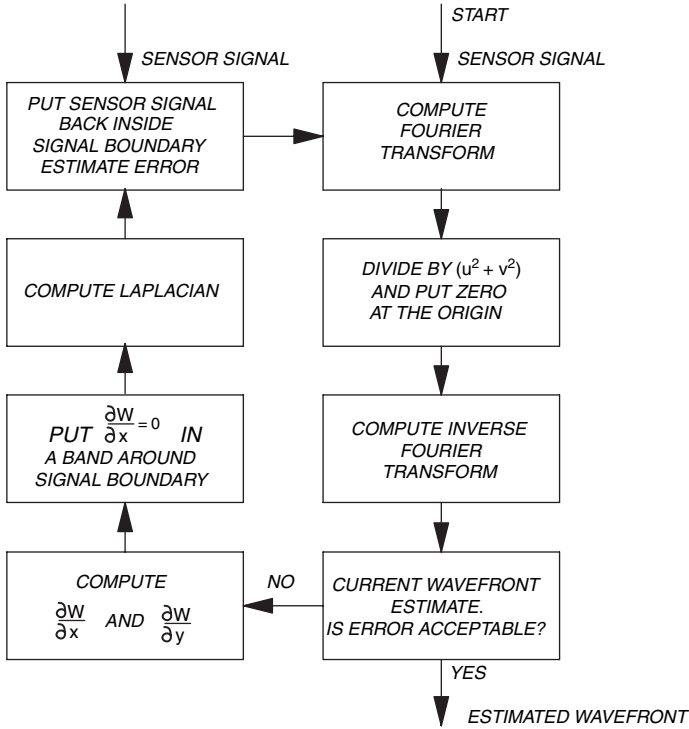 START
SENSOR SIGNAL
SENSOR SIGNAL
PUT SENSOR SIGNAL
BACK INSIDE
SIGNAL BOUNDARY
ESTIMATE ERROR
COMPUTE
FOURIER
TRANSFORM
COMPUTE LAPLACIAN
DIVIDE BY (u² + v²)
AND PUT ZERO
AT THE ORIGIN
PUT ∂W/∂x = 0 IN
A BAND AROUND
SIGNAL BOUNDARY
COMPUTE INVERSE
FOURIER
TRANSFORM
COMPUTE
∂W/∂x AND ∂W/∂y
NO
CURRENT WAVEFRONT
ESTIMATE.
IS ERROR ACCEPTABLE?
YES
ESTIMATED WAVEFRONT